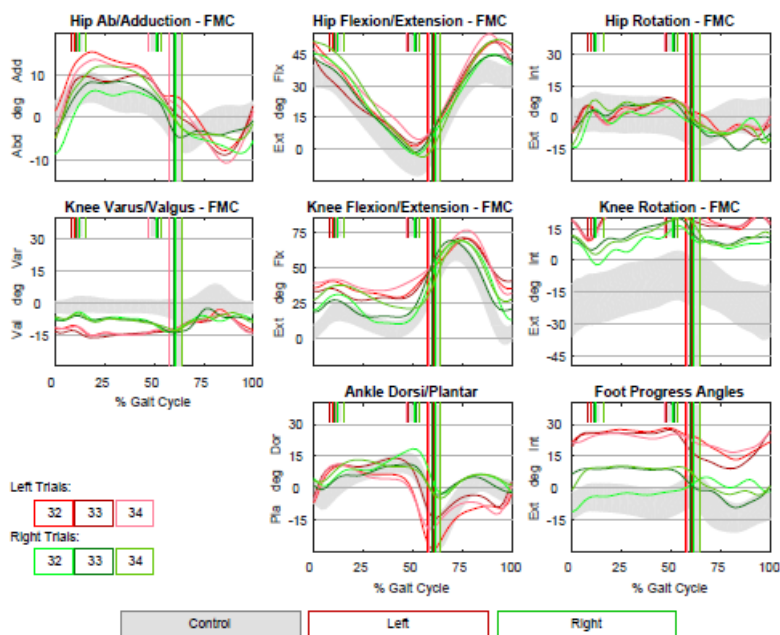 Hip Ab/Adduction - FMC
Hip Flexion/Extension - FMC
Hip Rotation - FMC
Abd deg Add
10
0
-10
Ext deg Flx
45
30
15
0
Ext deg Int
15
0
-15
Knee Varus/Valgus - FMC
Knee Flexion/Extension - FMC
Knee Rotation - FMC
Val deg Var
30
15
0
-15
Ext deg Flx
75
50
25
0
Ext deg Int
15
0
-15
-30
-45
0 25 50 75 100
% Gait Cycle
Ankle Dorsi/Plantar
Foot Progress Angles
Pla deg Dor
30
15
0
-15
Ext deg Int
30
15
0
-15
0 25 50 75 100
0 25 50 75 100
% Gait Cycle
% Gait Cycle
Left Trials:
32 33 34
Right Trials:
32 33 34
Control Left Right